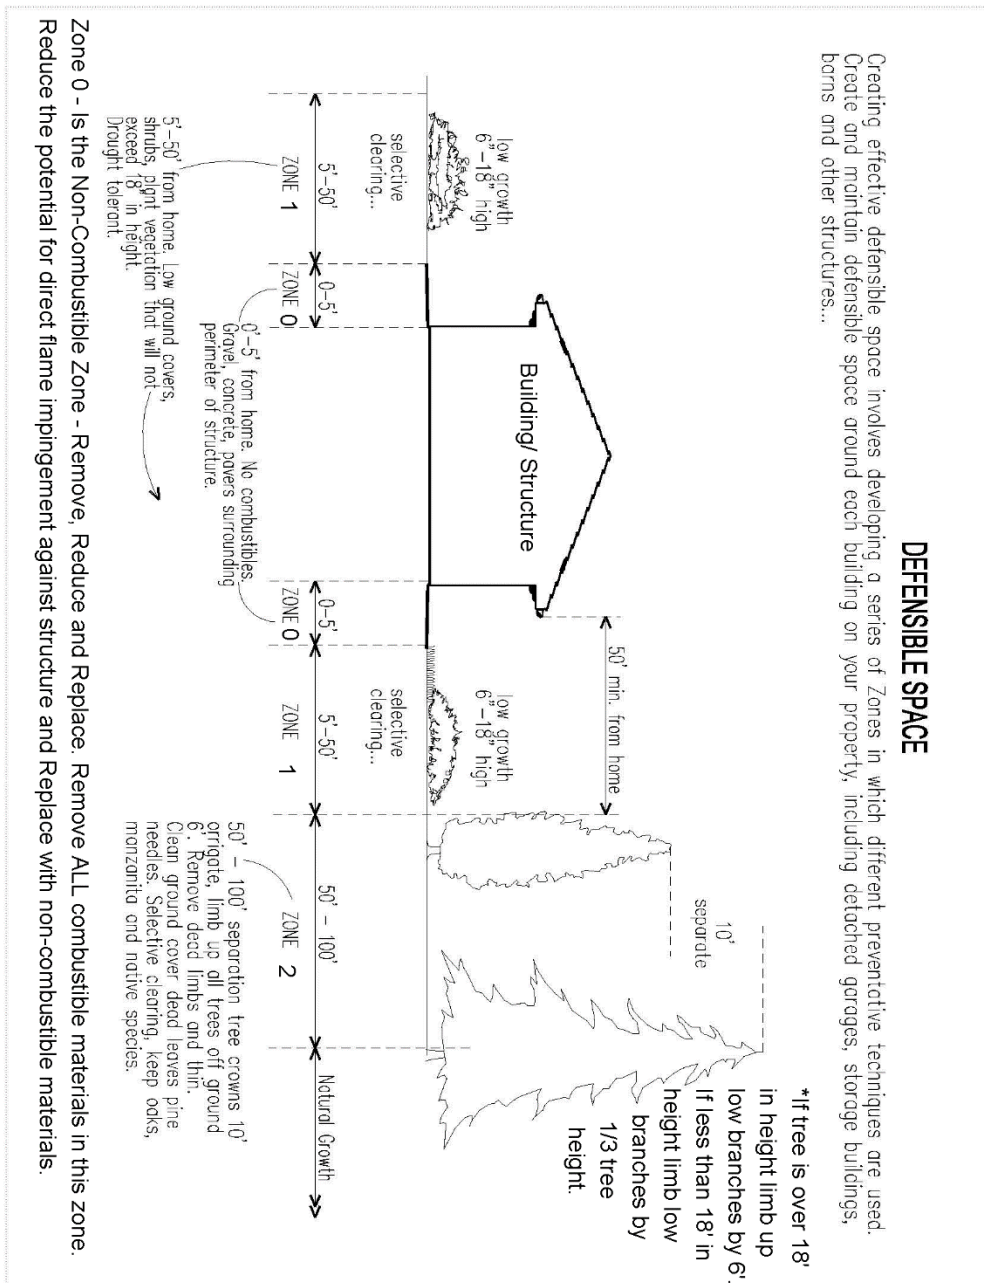 DEFENSIBLE SPACE
Creating effective defensible space involves developing a series of Zones in which different preventative techniques are used.
Create and maintain defensible space around each building on your property, including detached garages, storage buildings,
barns and other structures...
*If tree is over 18'
in height limb up
low branches by 6'.
If less than 18' in
height limb low
branches by
1/3 tree
height.
10'
separate
50' min. from home
Building/ Structure
low growth
6"-18" high
selective
clearing...
low growth
6"-18" high
selective
clearing...
5'-50'
ZONE 1
0-5'
ZONE 0
0-5'
ZONE 0
5'-50'
ZONE 1
50' - 100'
ZONE 2
Natural Growth
5'-50' from home. Low ground covers,
shrubs, plant vegetation that will not
exceed 18" in height.
Drought tolerant.
0'-5' from home. No combustibles.
Gravel, concrete, pavers surrounding
perimeter of structure.
50' - 100' separation tree crowns 10'
orrigate, limb up all trees off ground
6'. Remove dead limbs and thin.
Clean ground cover dead leaves pine
needles. Selective clearing, keep oaks,
manzanita and native species.
Zone 0 - Is the Non-Combustible Zone - Remove, Reduce and Replace. Remove ALL combustible materials in this zone.
Reduce the potential for direct flame impingement against structure and Replace with non-combustible materials.